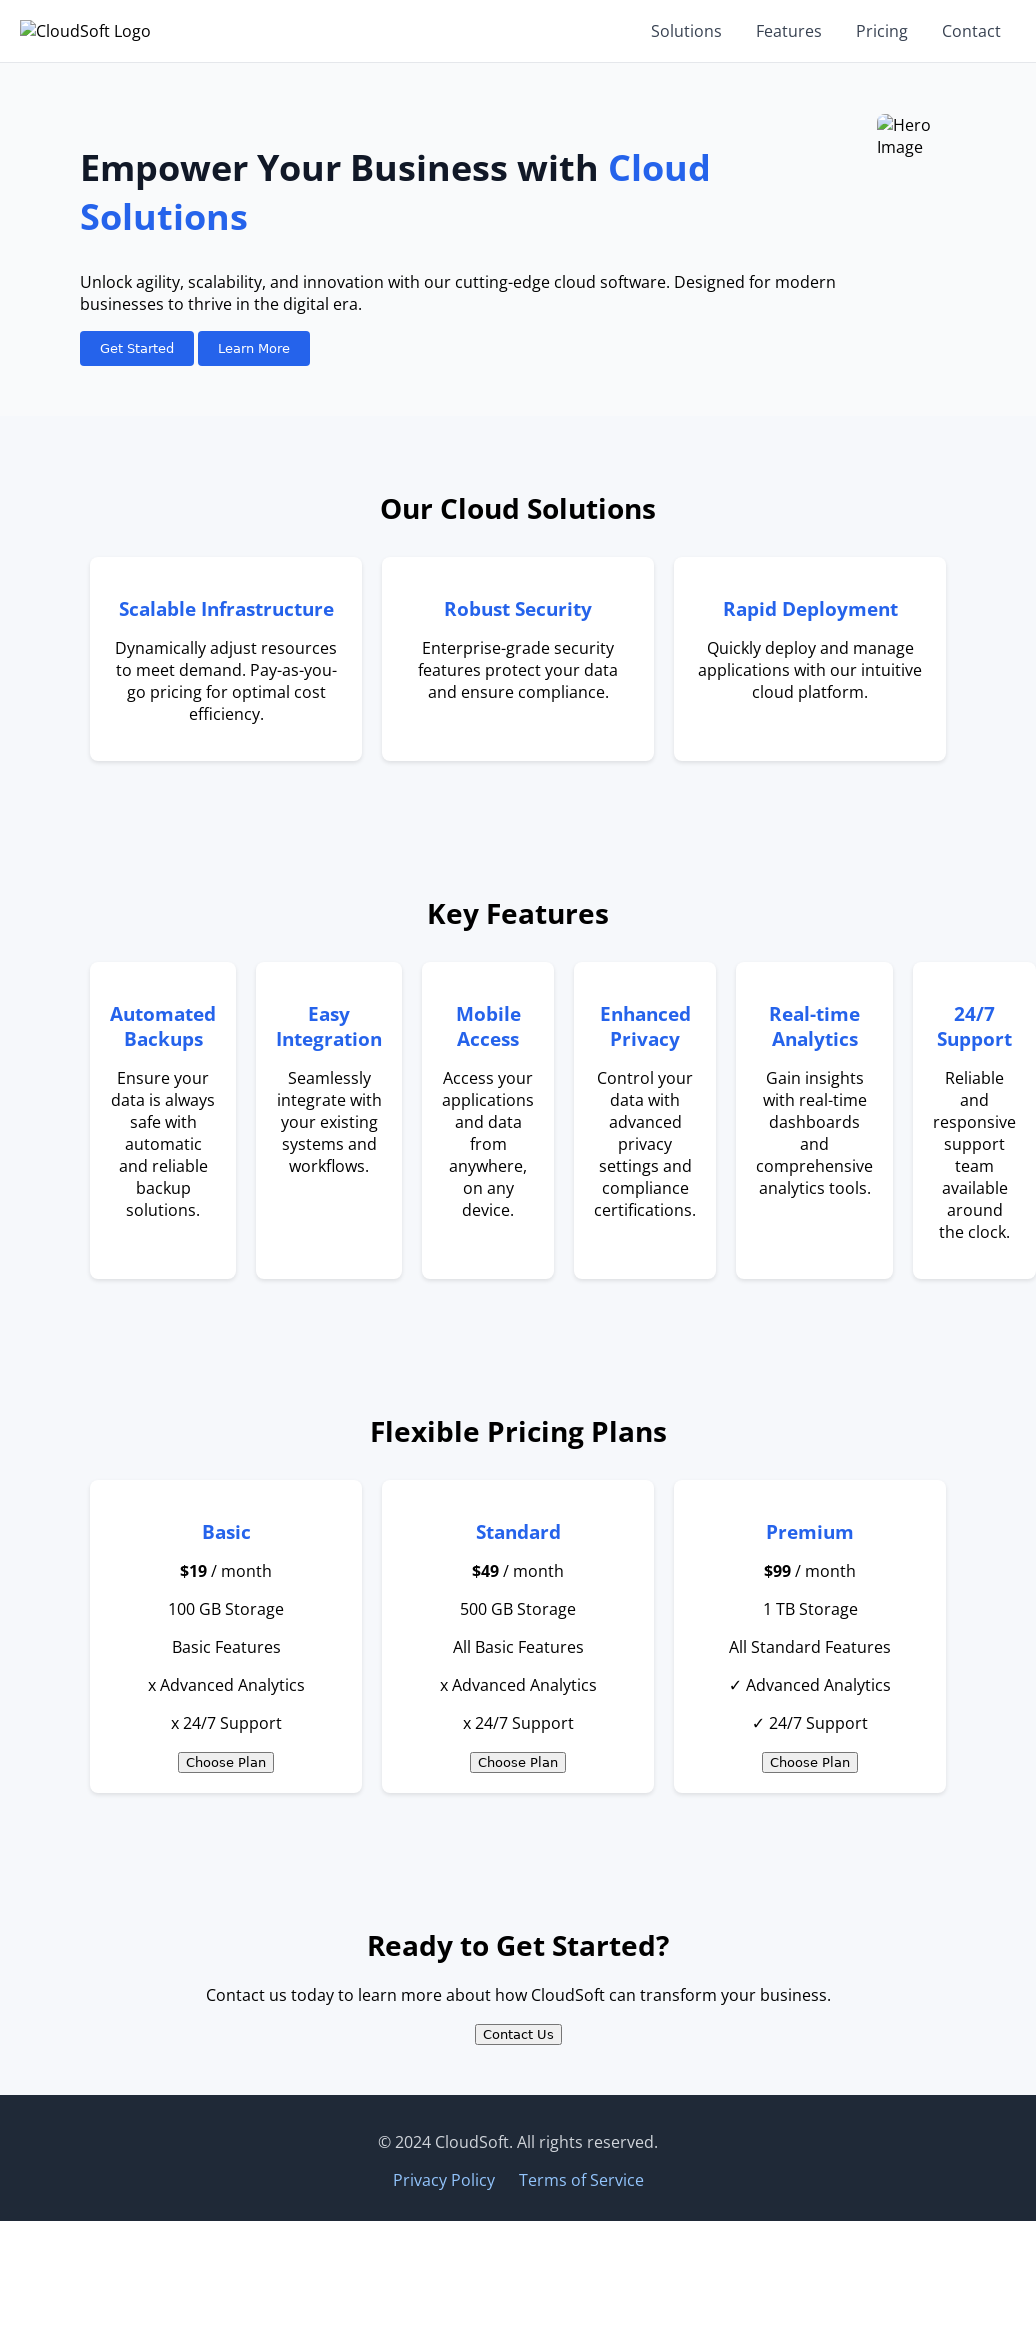 CloudSoft Logo
Solutions Features Pricing Contact
Hero
Image
Empower Your Business with Cloud
Solutions
Unlock agility, scalability, and innovation with our cutting-edge cloud software. Designed for modern
businesses to thrive in the digital era.
Get Started Learn More
Our Cloud Solutions
Scalable Infrastructure
Dynamically adjust resources
to meet demand. Pay-as-you-
go pricing for optimal cost
efficiency.
Robust Security
Enterprise-grade security
features protect your data
and ensure compliance.
Rapid Deployment
Quickly deploy and manage
applications with our intuitive
cloud platform.
Key Features
Automated
Backups
Ensure your
data is always
safe with
automatic
and reliable
backup
solutions.
Easy
Integration
Seamlessly
integrate with
your existing
systems and
workflows.
Mobile
Access
Access your
applications
and data
from
anywhere,
on any
device.
Enhanced
Privacy
Control your
data with
advanced
privacy
settings and
compliance
certifications.
Real-time
Analytics
Gain insights
with real-time
dashboards
and
comprehensive
analytics tools.
24/7
Support
Reliable
and
responsive
support
team
available
around
the clock.
Flexible Pricing Plans
Basic
$19 / month
100 GB Storage
Basic Features
x Advanced Analytics
x 24/7 Support
Choose Plan
Standard
$49 / month
500 GB Storage
All Basic Features
x Advanced Analytics
x 24/7 Support
Choose Plan
Premium
$99 / month
1 TB Storage
All Standard Features
✓ Advanced Analytics
✓ 24/7 Support
Choose Plan
Ready to Get Started?
Contact us today to learn more about how CloudSoft can transform your business.
Contact Us
© 2024 CloudSoft. All rights reserved.
Privacy Policy Terms of Service